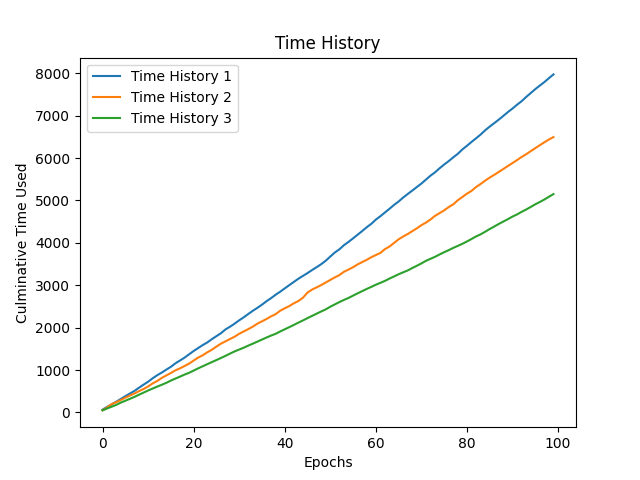 Time History
Time History 1
Time History 2
Time History 3
Culminative Time Used
8000
7000
6000
5000
4000
3000
2000
1000
0
0 20 40 60 80 100
Epochs